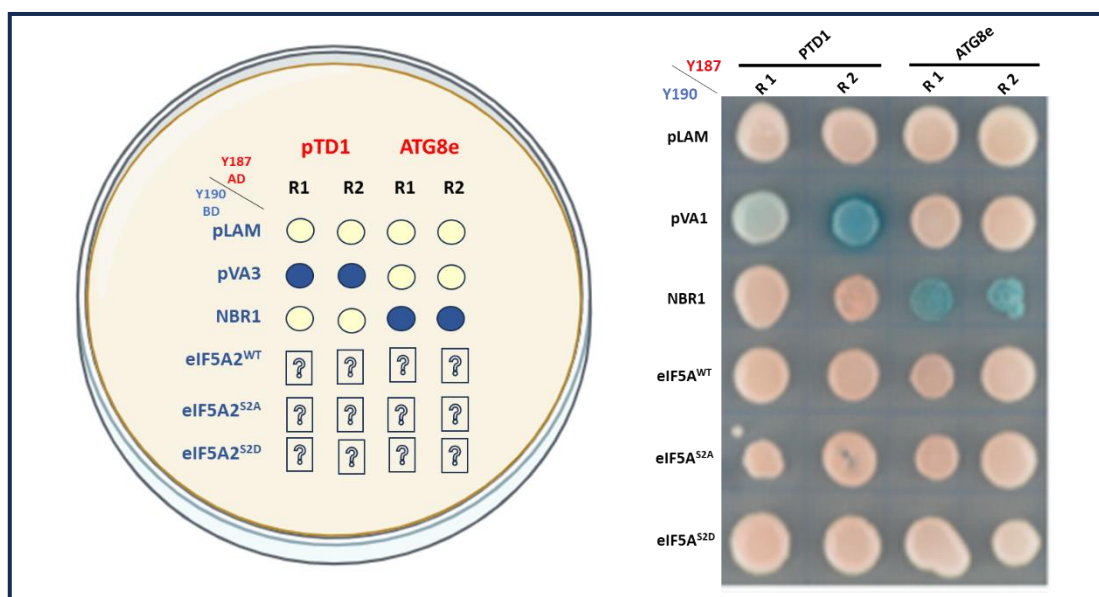 pTD1 ATG8e
Y187
AD
Y190
BD
R1 R2 R1 R2
pLAM
pVA3
NBR1
eIF5A2WT ? ? ? ?
eIF5A2S2A ? ? ? ?
eIF5A2S2D ? ? ? ?
PTD1 ATG8e
Y187
Y190
R 1 R 2 R 1 R 2
pLAM
pVA1
NBR1
eIF5AWT
eIF5AS2A
eIF5AS2D